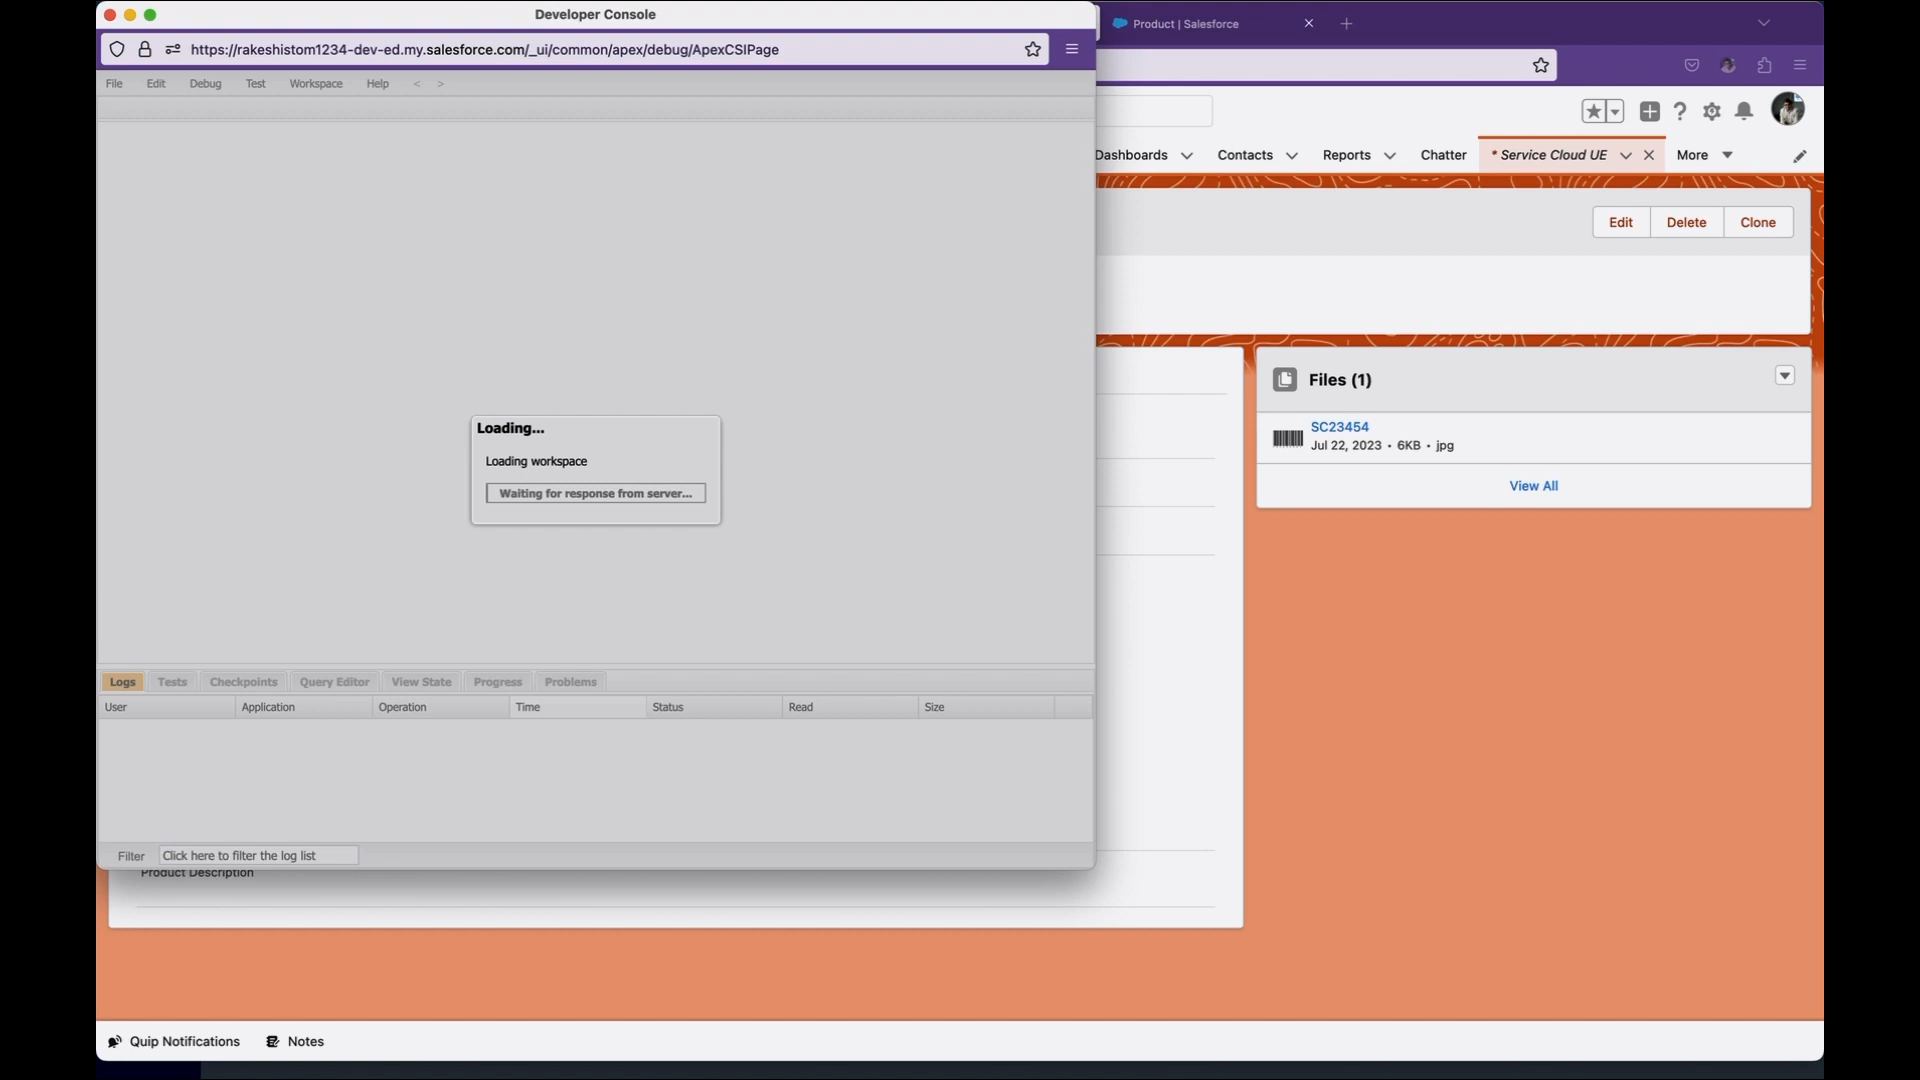 Developer Console
Product | Salesforce
https://rakeshistom1234-dev-ed.my.salesforce.com/_ui/common/apex/debug/ApexCSIPage
File Edit Debug Test Workspace Help < >
Dashboards Contacts Reports Chatter * Service Cloud UE More
Edit Delete Clone
Files (1)
SC23454
Jul 22, 2023 • 6KB • jpg
View All
Loading...
Loading workspace
Waiting for response from server...
Logs Tests Checkpoints Query Editor View State Progress Problems
User Application Operation Time Status Read Size
Filter Click here to filter the log list
Product Description
Quip Notifications Notes